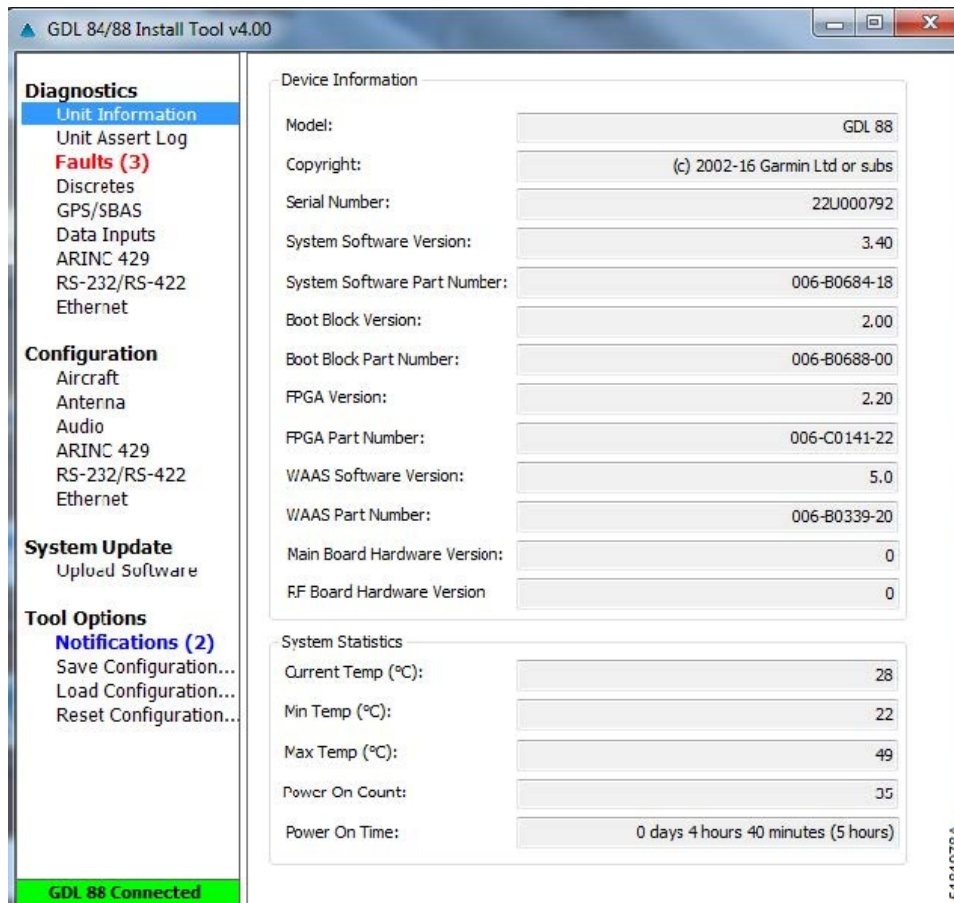 GDL 84/88 Install Tool v4.00
Diagnostics
Unit Information
Unit Assert Log
Faults (3)
Discretes
GPS/SBAS
Data Inputs
ARINC 429
RS-232/RS-422
Ethernet
Configuration
Aircraft
Antenna
Audio
ARINC 429
RS-232/RS-422
Ethernet
System Update
Upload Software
Tool Options
Notifications (2)
Save Configuration...
Load Configuration...
Reset Configuration...
GDL 88 Connected
Device Information
Model: GDL 88
Copyright: (c) 2002-16 Garmin Ltd or subs
Serial Number: 22U000792
System Software Version: 3.40
System Software Part Number: 006-B0684-18
Boot Block Version: 2.00
Boot Block Part Number: 006-B0688-00
FPGA Version: 2.20
FPGA Part Number: 006-C0141-22
WAAS Software Version: 5.0
WAAS Part Number: 006-B0339-20
Main Board Hardware Version: 0
RF Board Hardware Version 0
System Statistics
Current Temp (°C): 28
Min Temp (°C): 22
Max Temp (°C): 49
Power On Count: 35
Power On Time: 0 days 4 hours 40 minutes (5 hours)